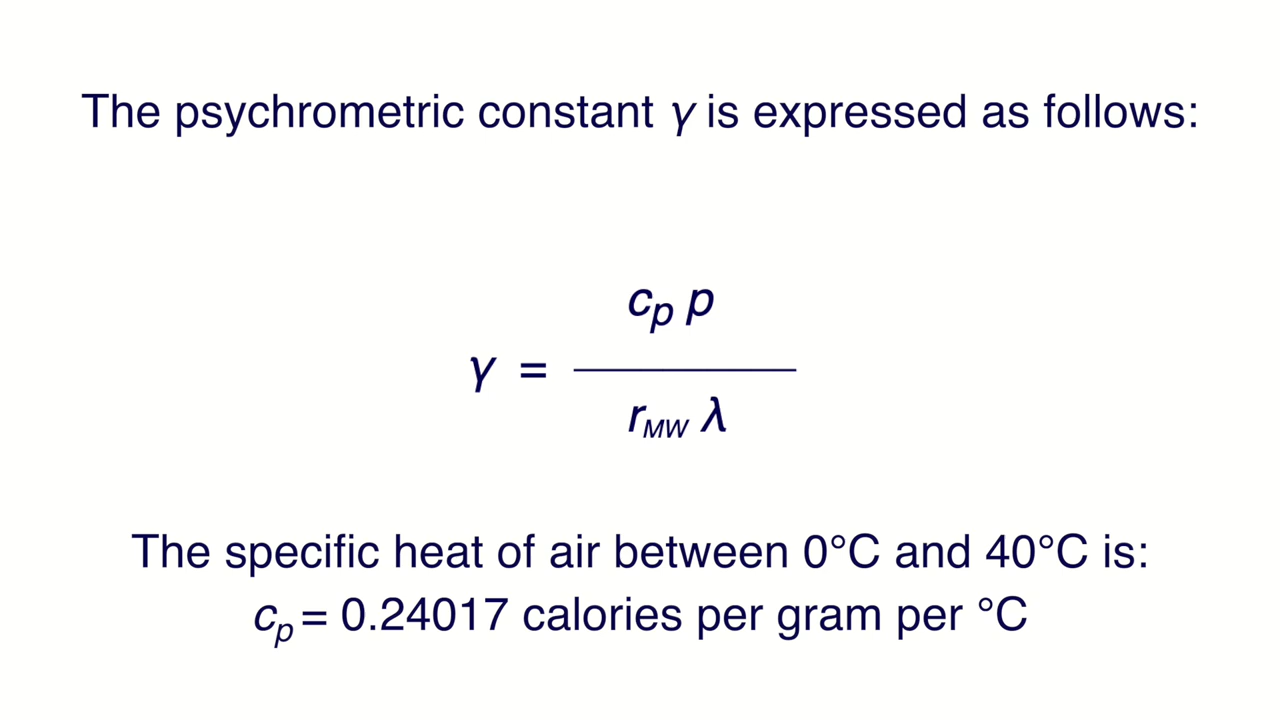 The psychrometric constant γ is expressed as follows:
c_p p
γ =
r_MW λ
The specific heat of air between 0°C and 40°C is:
c_p = 0.24017 calories per gram per °C